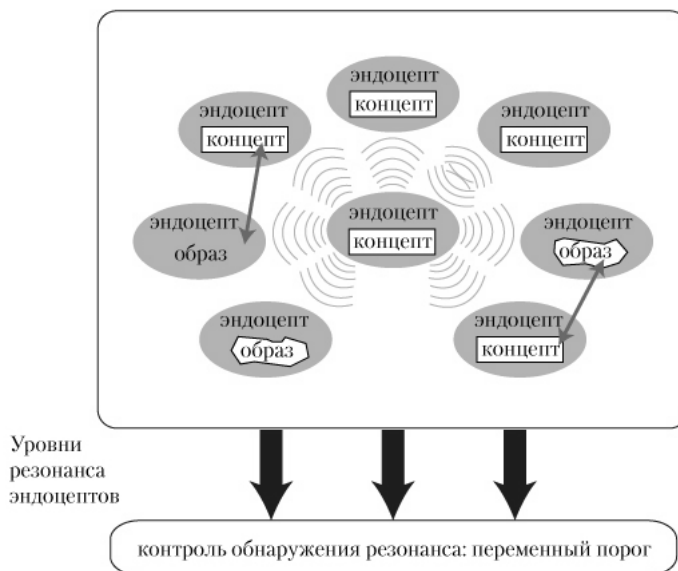 эндоцепт
концепт
эндоцепт
концепт
эндоцепт
концепт
эндоцепт
образ
эндоцепт
концепт
эндоцепт
образ
эндоцепт
образ
эндоцепт
концепт
Уровни
резонанса
эндоцептов
контроль обнаружения резонанса: переменный порог